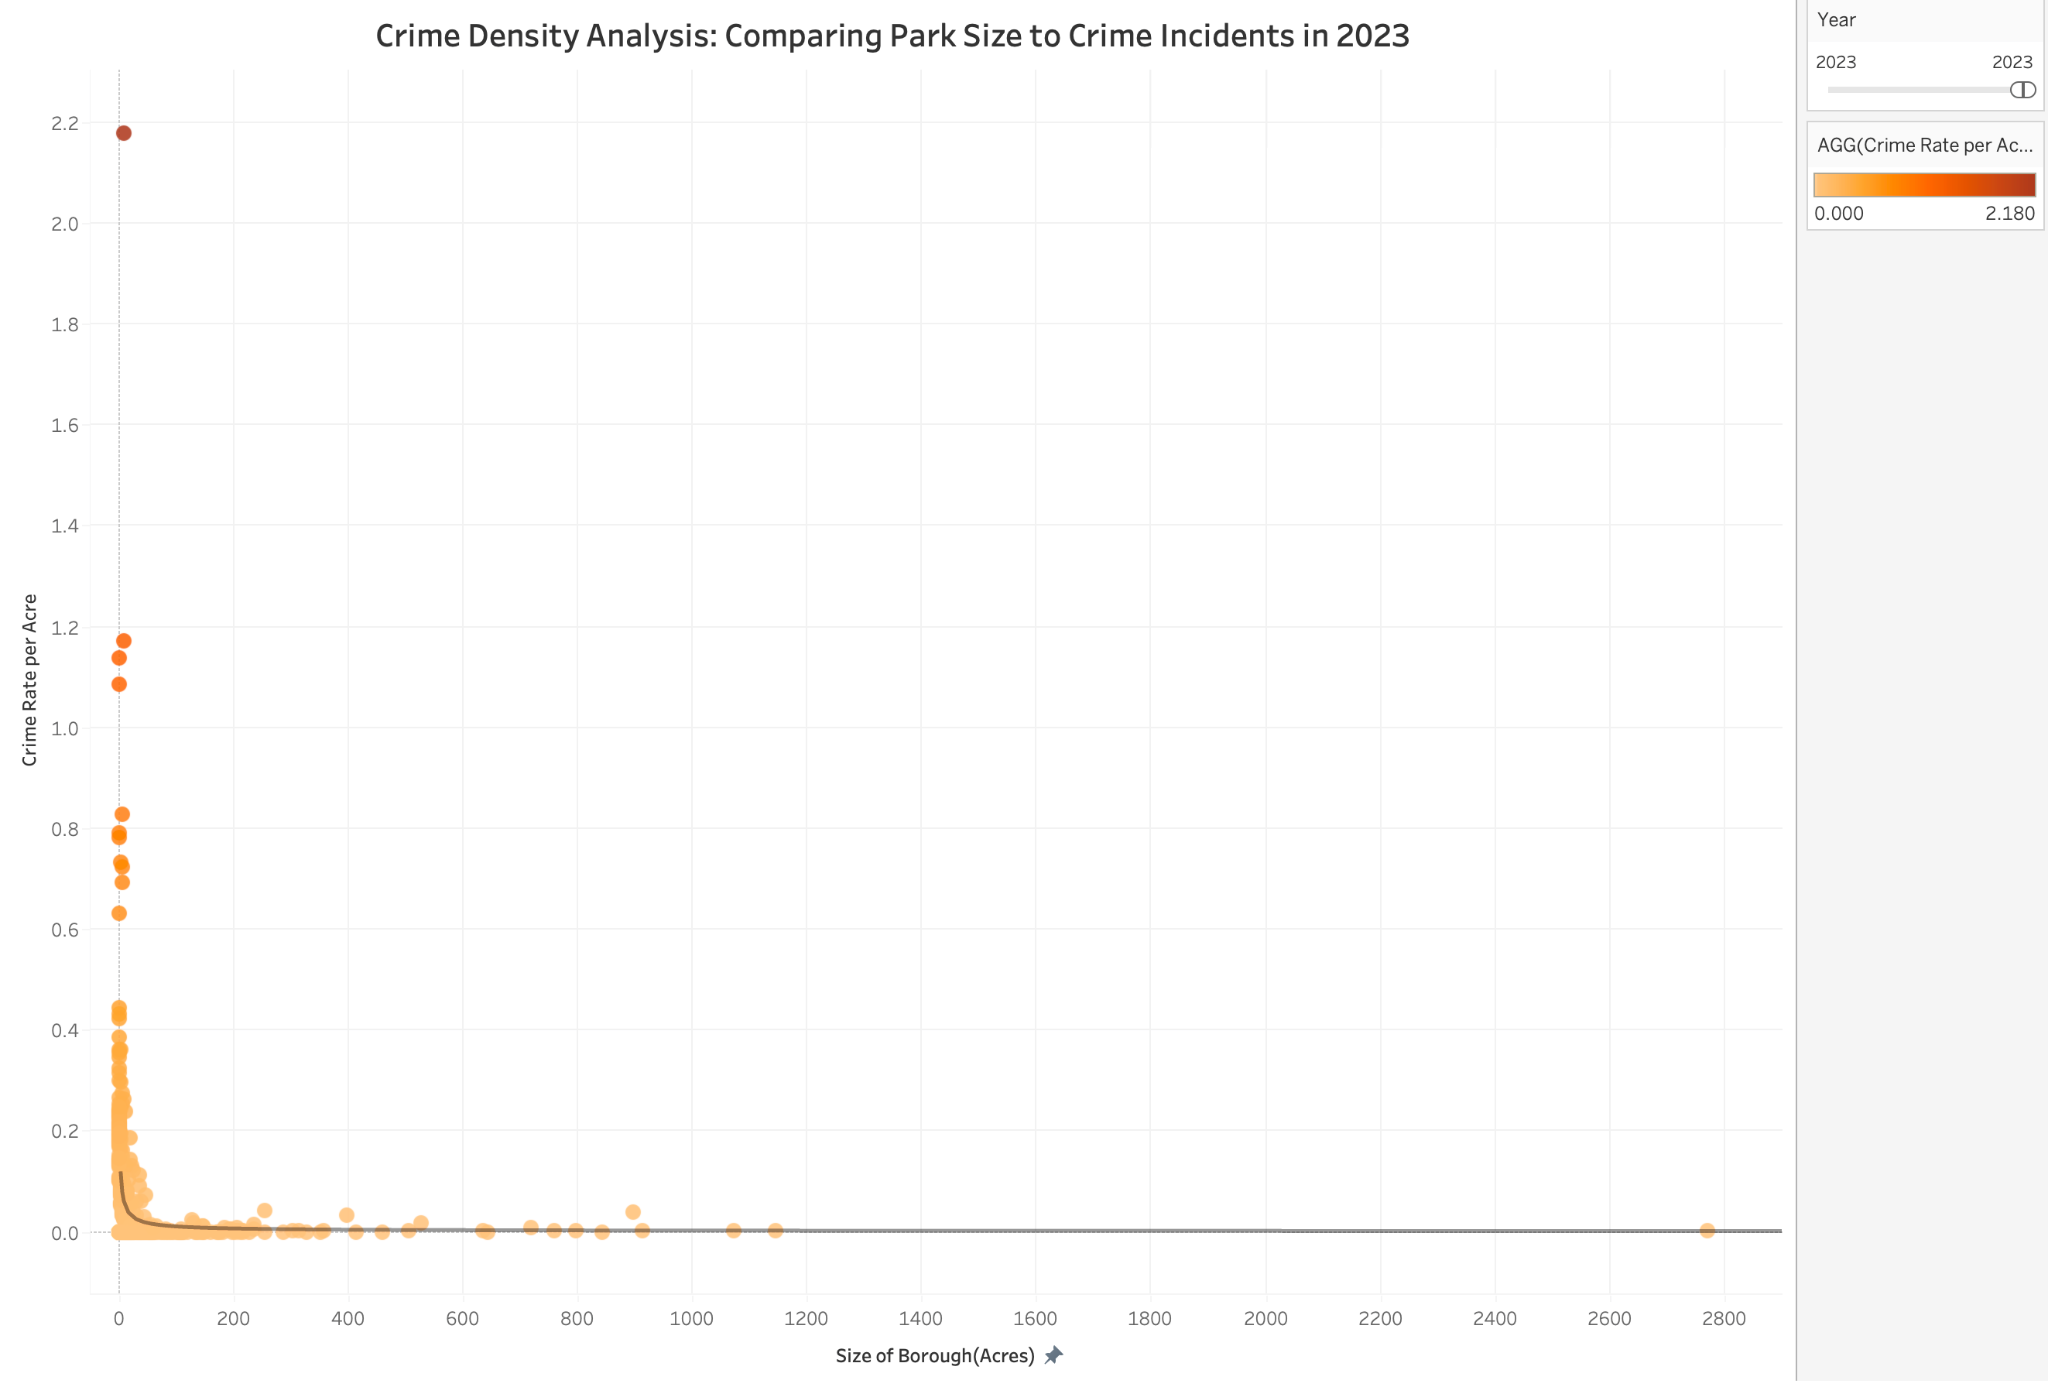 Crime Density Analysis: Comparing Park Size to Crime Incidents in 2023
Year
2023 2023
AGG(Crime Rate per Ac...
0.000 2.180
Crime Rate per Acre
2.2
2.0
1.8
1.6
1.4
1.2
1.0
0.8
0.6
0.4
0.2
0.0
0 200 400 600 800 1000 1200 1400 1600 1800 2000 2200 2400 2600 2800
Size of Borough(Acres)